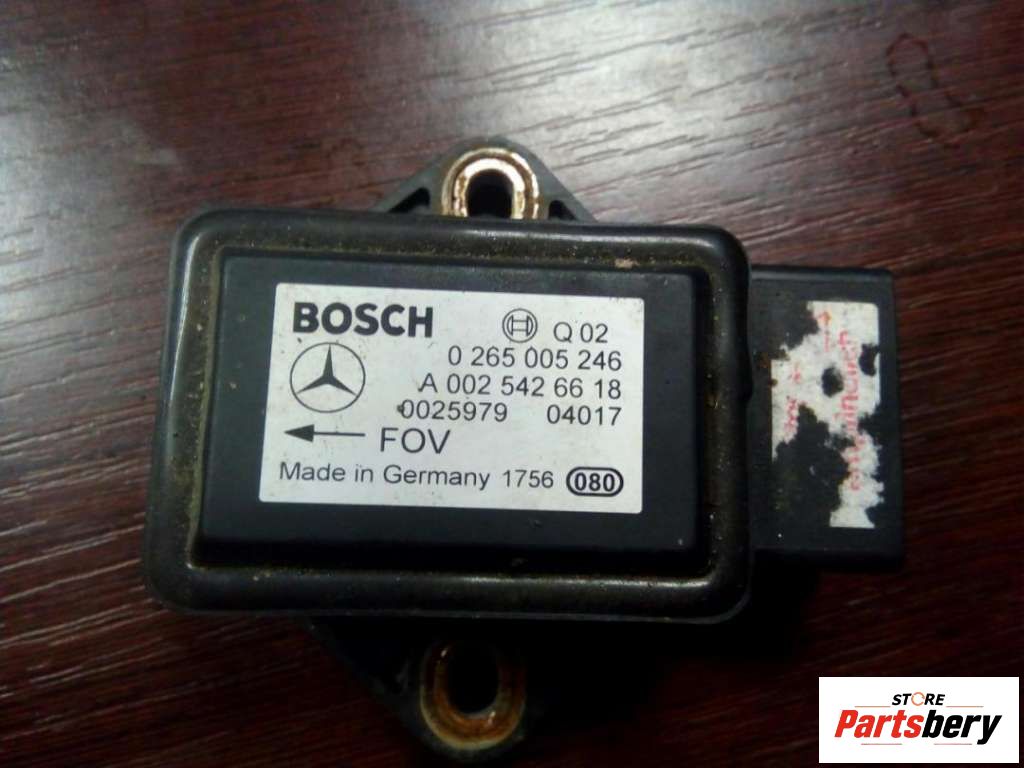 BOSCH
Q 02
0 265 005 246
A 002 542 66 18
0025979 04017
FOV
Made in Germany 1756 080
STORE
Partsbery